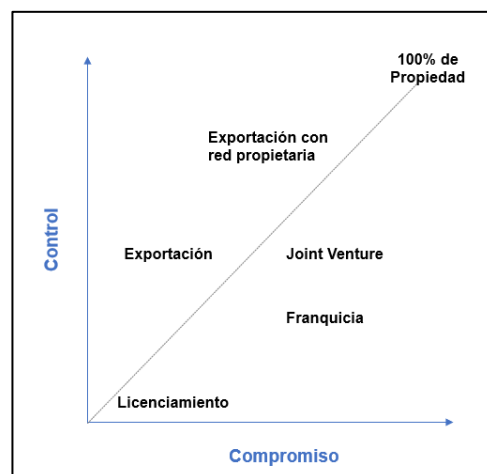 100% de
Propiedad
Exportación con
red propietaria
Control
Exportación
Joint Venture
Franquicia
Licenciamiento
Compromiso